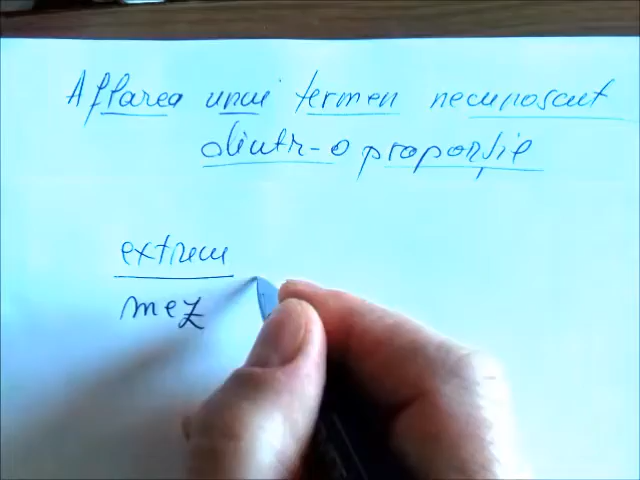 Aflarea unui termen necunoscut
dintr-o proporție
extrem
mez